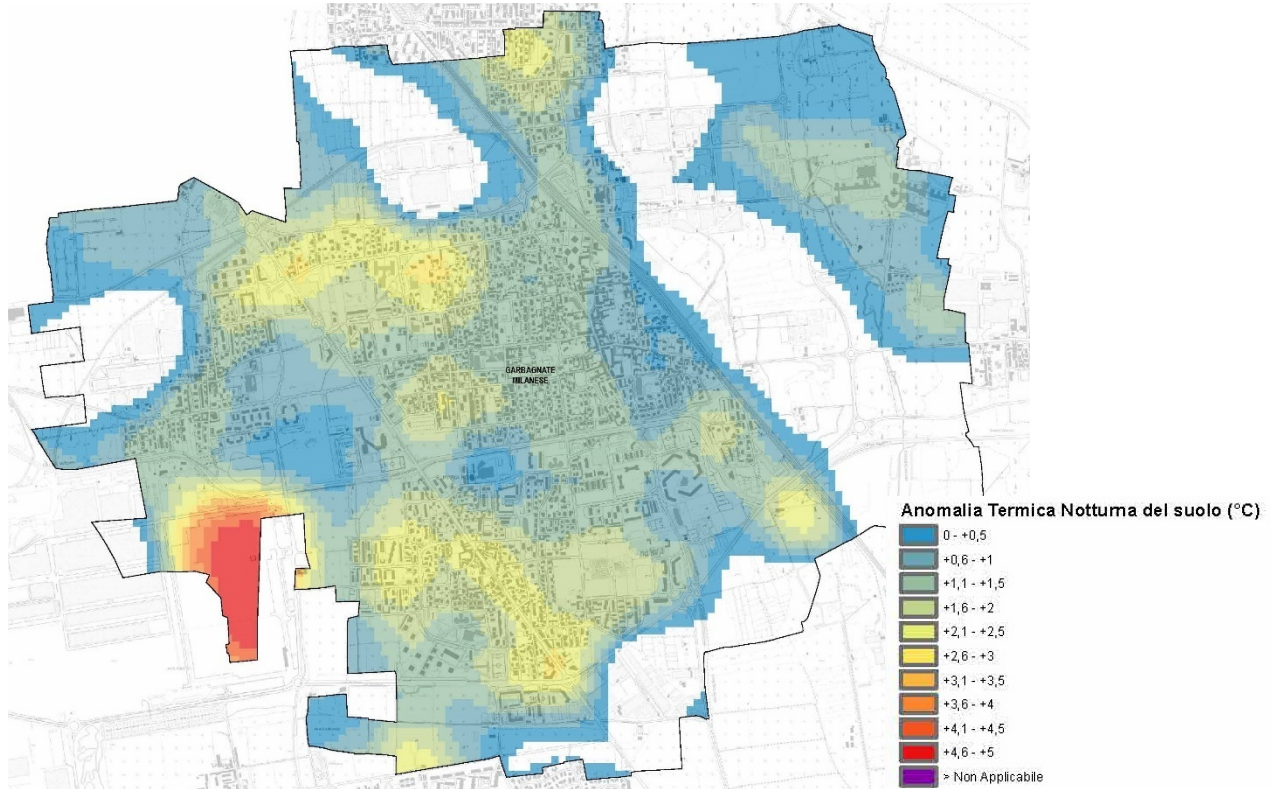 GARBAGNATE
MILANESE
Anomalia Termica Notturna del suolo (°C)
0 - +0,5
+0,6 - +1
+1,1 - +1,5
+1,6 - +2
+2,1 - +2,5
+2,6 - +3
+3,1 - +3,5
+3,6 - +4
+4,1 - +4,5
+4,6 - +5
> Non Applicabile